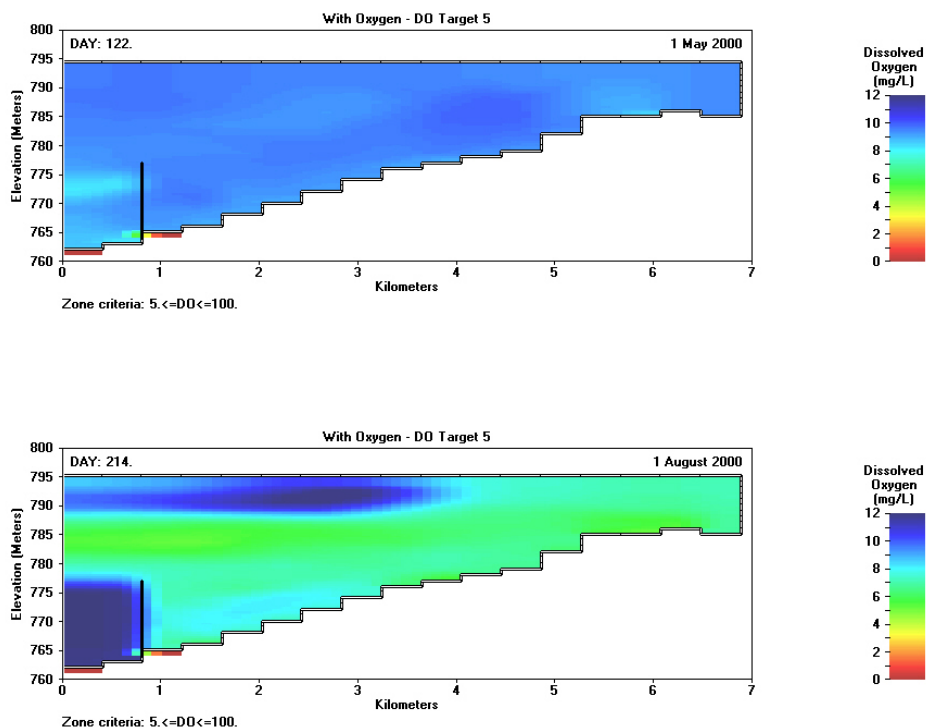 With Oxygen - DO Target 5
800
795
790
785
780
775
770
765
760
Elevation (Meters)
DAY: 122.
1 May 2000
0 1 2 3 4 5 6 7
Kilometers
Zone criteria: 5.<=DO<=100.
Dissolved
Oxygen
(mg/L)
12
10
8
6
4
2
0
With Oxygen - DO Target 5
800
795
790
785
780
775
770
765
760
Elevation (Meters)
DAY: 214.
1 August 2000
0 1 2 3 4 5 6 7
Kilometers
Zone criteria: 5.<=DO<=100.
Dissolved
Oxygen
(mg/L)
12
10
8
6
4
2
0